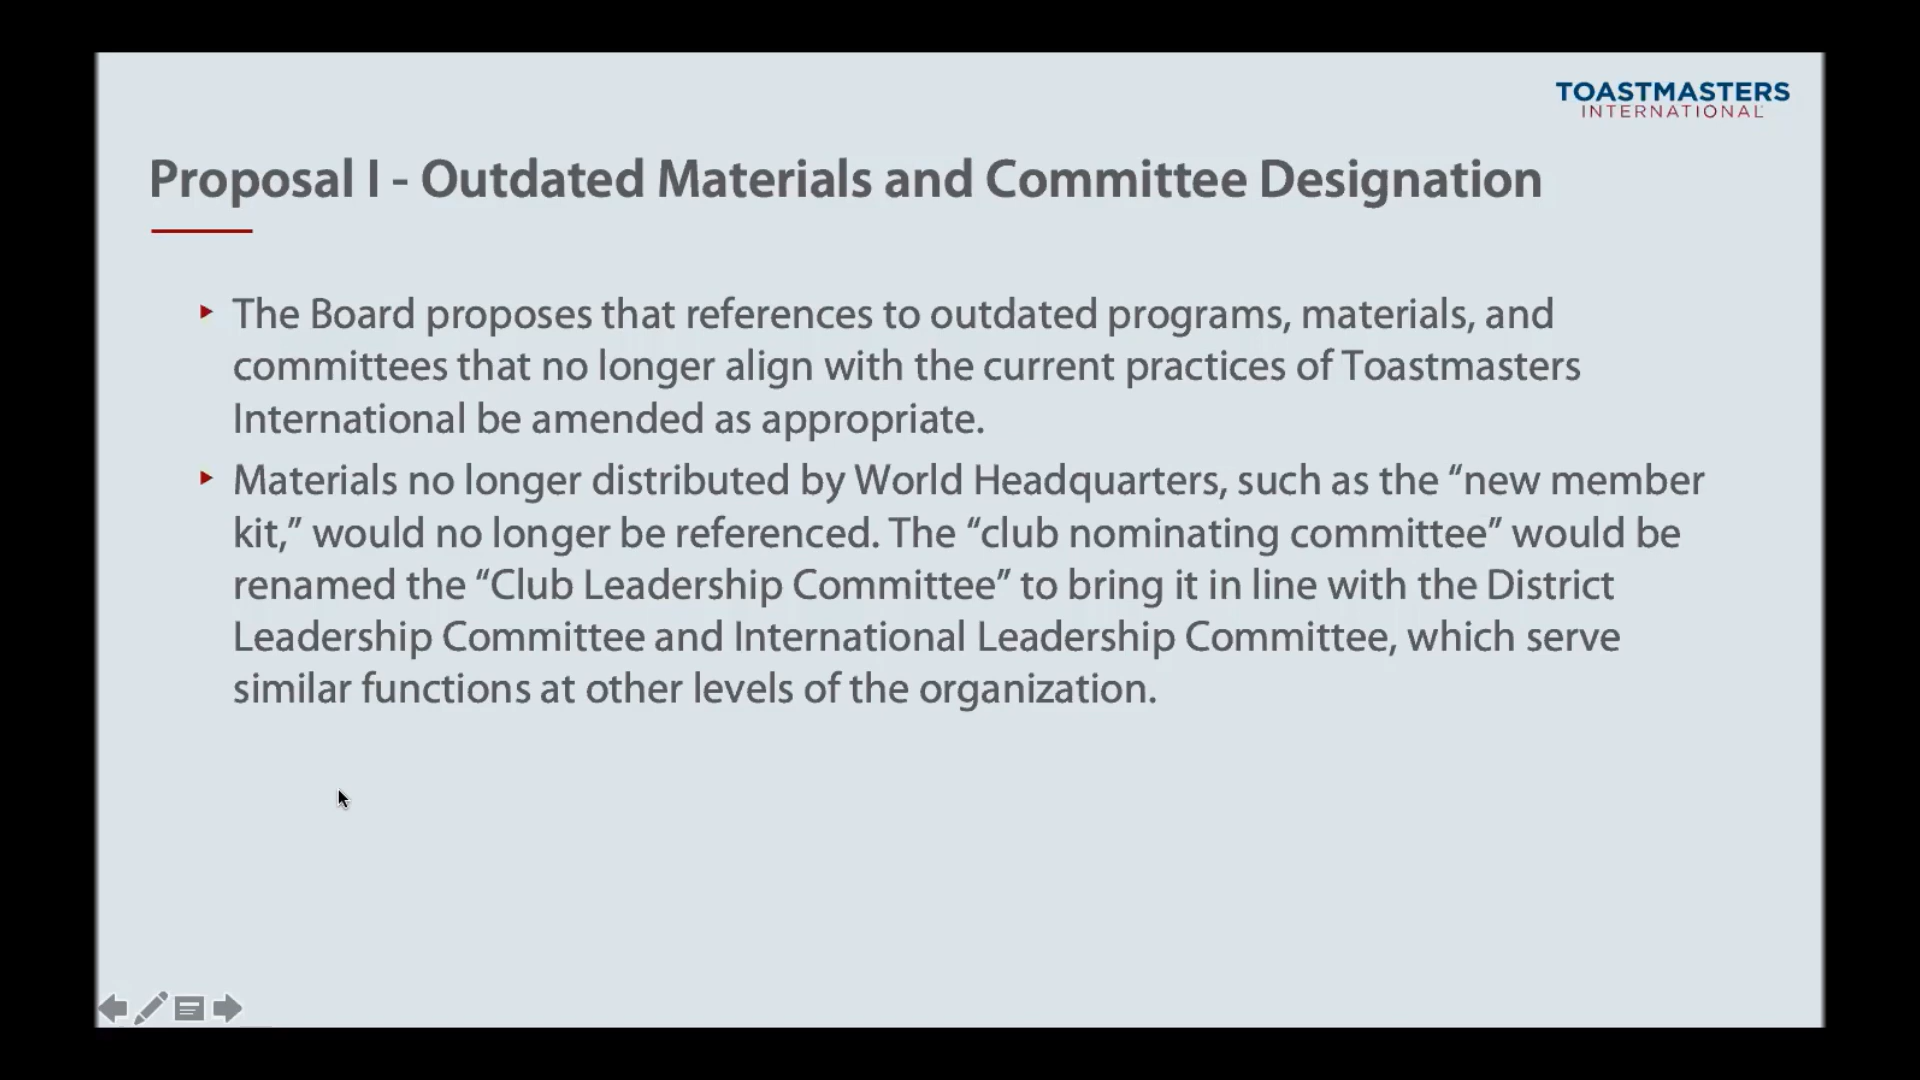 TOASTMASTERS
INTERNATIONAL
Proposal I - Outdated Materials and Committee Designation
The Board proposes that references to outdated programs, materials, and
committees that no longer align with the current practices of Toastmasters
International be amended as appropriate.
Materials no longer distributed by World Headquarters, such as the “new member
kit,” would no longer be referenced. The “club nominating committee” would be
renamed the “Club Leadership Committee” to bring it in line with the District
Leadership Committee and International Leadership Committee, which serve
similar functions at other levels of the organization.